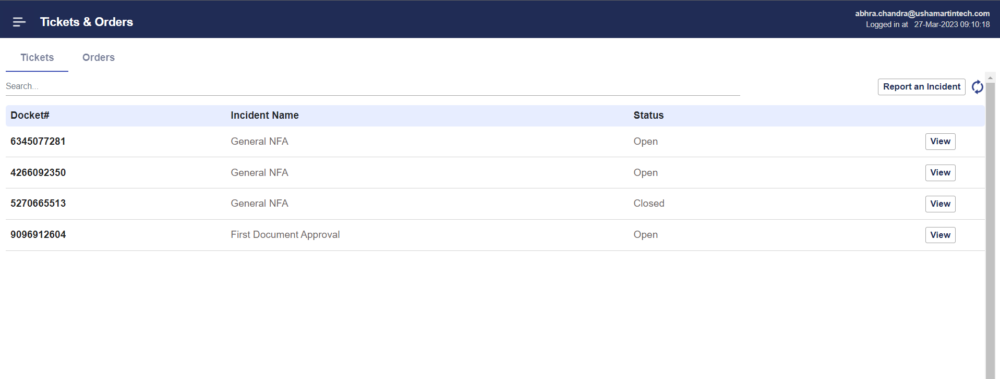 Tickets & Orders
abhra.chandra@ushamartintech.com
Logged in at 27-Mar-2023 09:10:18
Tickets Orders
Search...
Report an Incident
Docket# Incident Name Status
6345077281 General NFA Open View
4266092350 General NFA Open View
5270665513 General NFA Closed View
9096912604 First Document Approval Open View